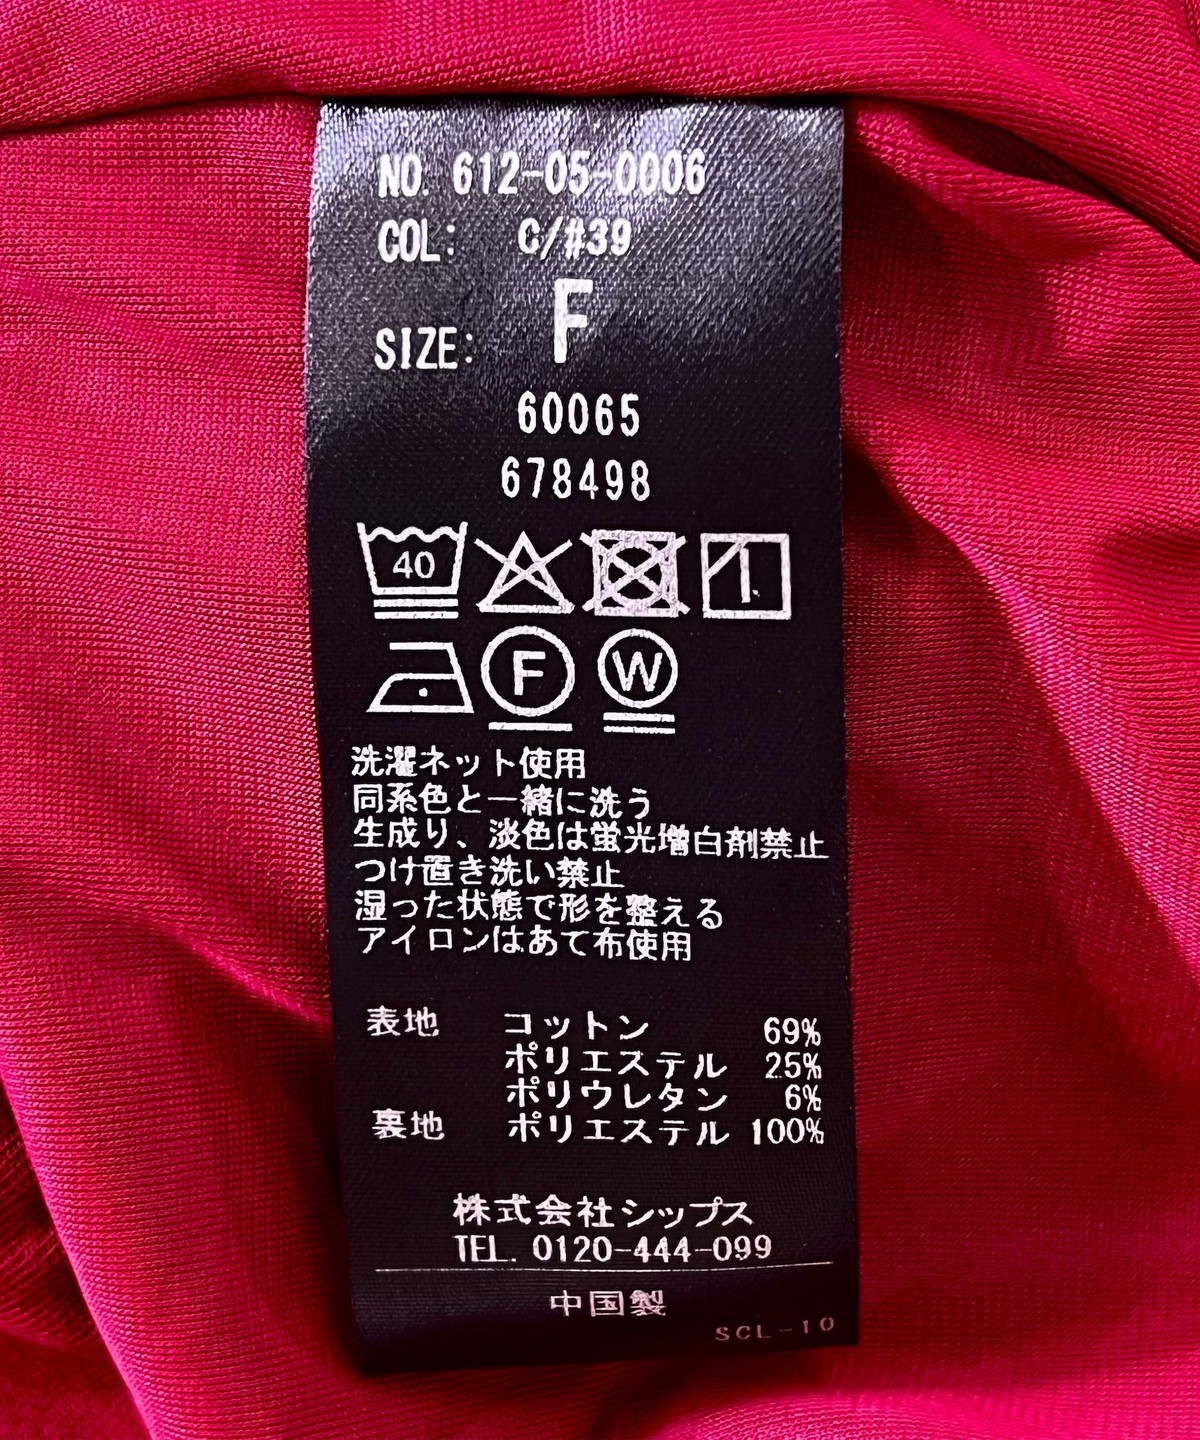 NO. 612-05-0006
COL: C/#39
SIZE: F
60065
678498
40
F W
洗濯ネット使用
同系色と一緒に洗う
生成り、淡色は蛍光増白剤禁止
つけ置き洗い禁止
湿った状態で形を整える
アイロンはあて布使用
表地 コットン 69%
ポリエステル 25%
ポリウレタン 6%
裏地 ポリエステル 100%
株式会社シップス
TEL. 0120-444-099
中国製
SCL-10